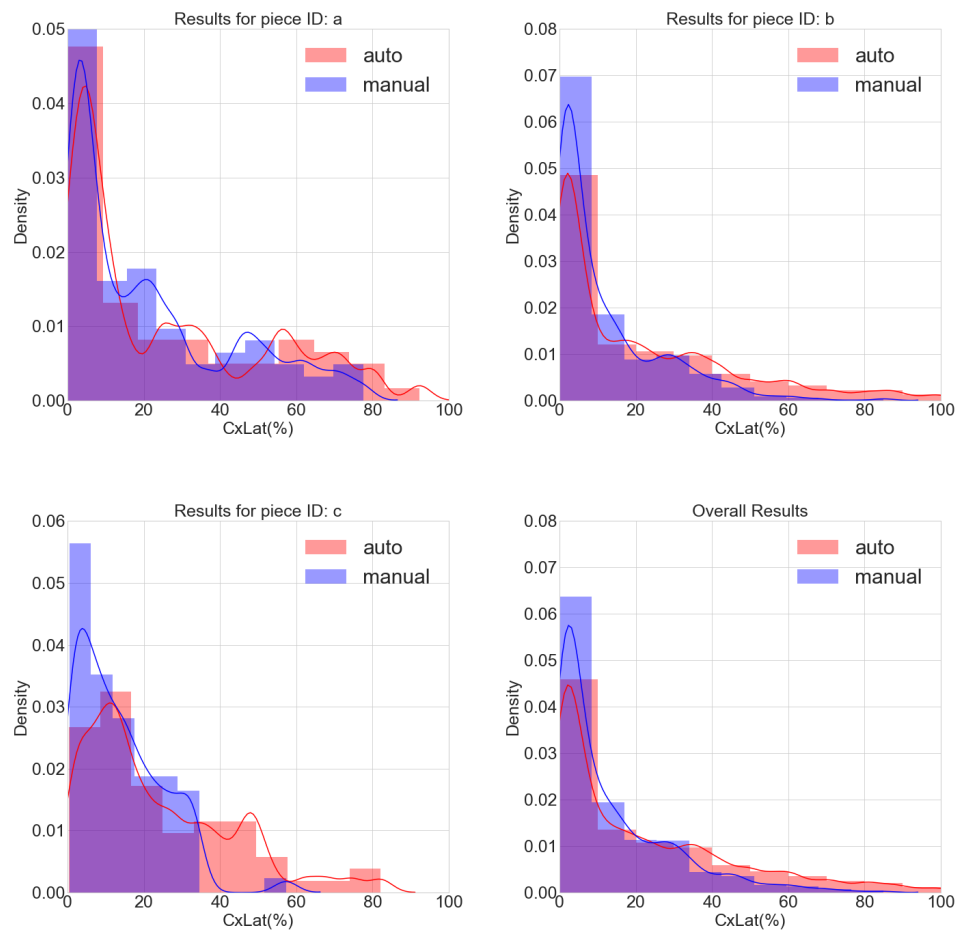 Results for piece ID: a
0.05
0.04
0.03
0.02
0.01
0.00
Density
auto
manual
0 20 40 60 80 100
CxLat(%)
Results for piece ID: b
0.08
0.07
0.06
0.05
0.04
0.03
0.02
0.01
0.00
Density
auto
manual
0 20 40 60 80 100
CxLat(%)
Results for piece ID: c
0.06
0.05
0.04
0.03
0.02
0.01
0.00
Density
auto
manual
0 20 40 60 80 100
CxLat(%)
Overall Results
0.08
0.07
0.06
0.05
0.04
0.03
0.02
0.01
0.00
Density
auto
manual
0 20 40 60 80 100
CxLat(%)